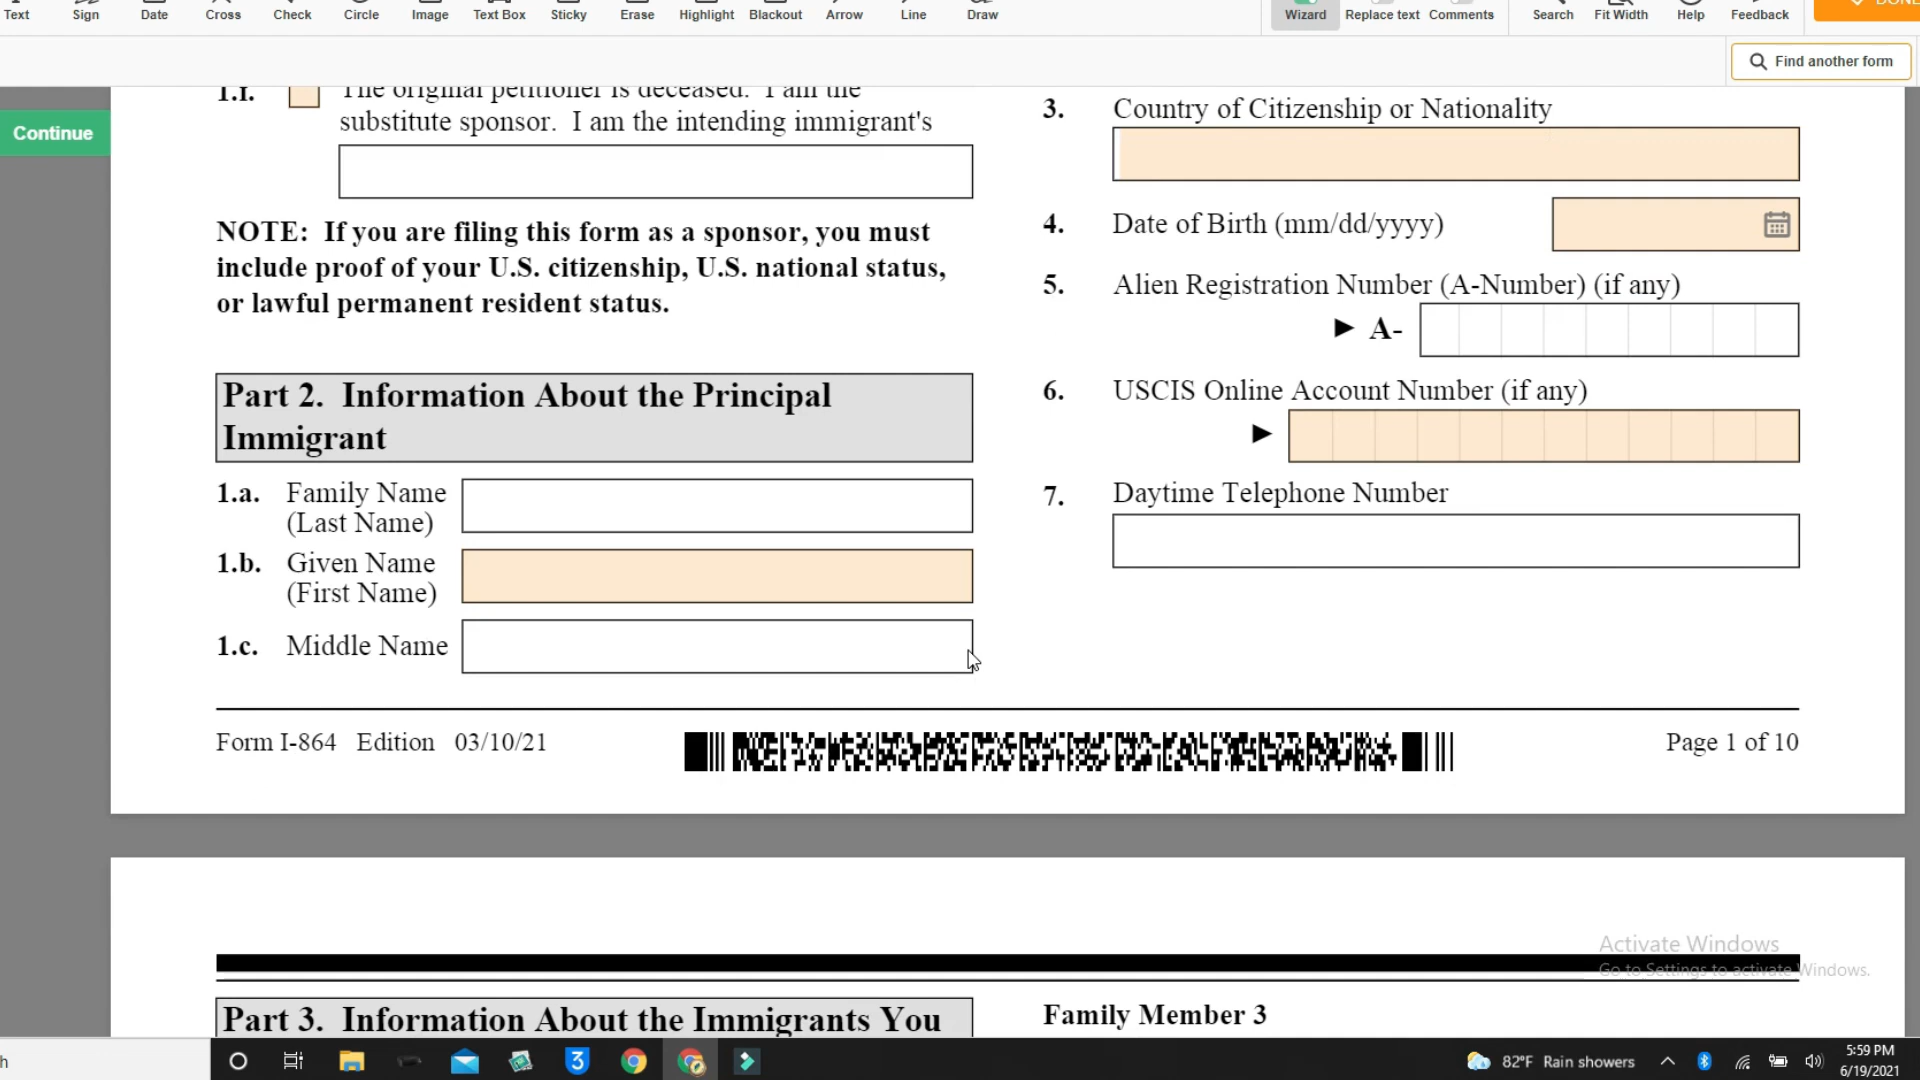 Text Date Sign Cross Check Circle Image Text Box Sticky Erase Highlight Blackout Arrow Line Draw Wizard Replace text Comments Search Fit Width Help Feedback DONE
Find another form
Continue
1.f. The original petitioner is deceased. I am the
substitute sponsor. I am the intending immigrant's
NOTE: If you are filing this form as a sponsor, you must
include proof of your U.S. citizenship, U.S. national status,
or lawful permanent resident status.
Part 2. Information About the Principal
Immigrant
1.a. Family Name
(Last Name)
1.b. Given Name
(First Name)
1.c. Middle Name
3. Country of Citizenship or Nationality
4. Date of Birth (mm/dd/yyyy)
5. Alien Registration Number (A-Number) (if any)
► A-
6. USCIS Online Account Number (if any)
►
7. Daytime Telephone Number
Form I-864 Edition 03/10/21
Page 1 of 10
Activate Windows
Go to Settings to activate Windows.
Part 3. Information About the Immigrants You
Family Member 3
h
3
82°F Rain showers
5:59 PM
6/19/2021